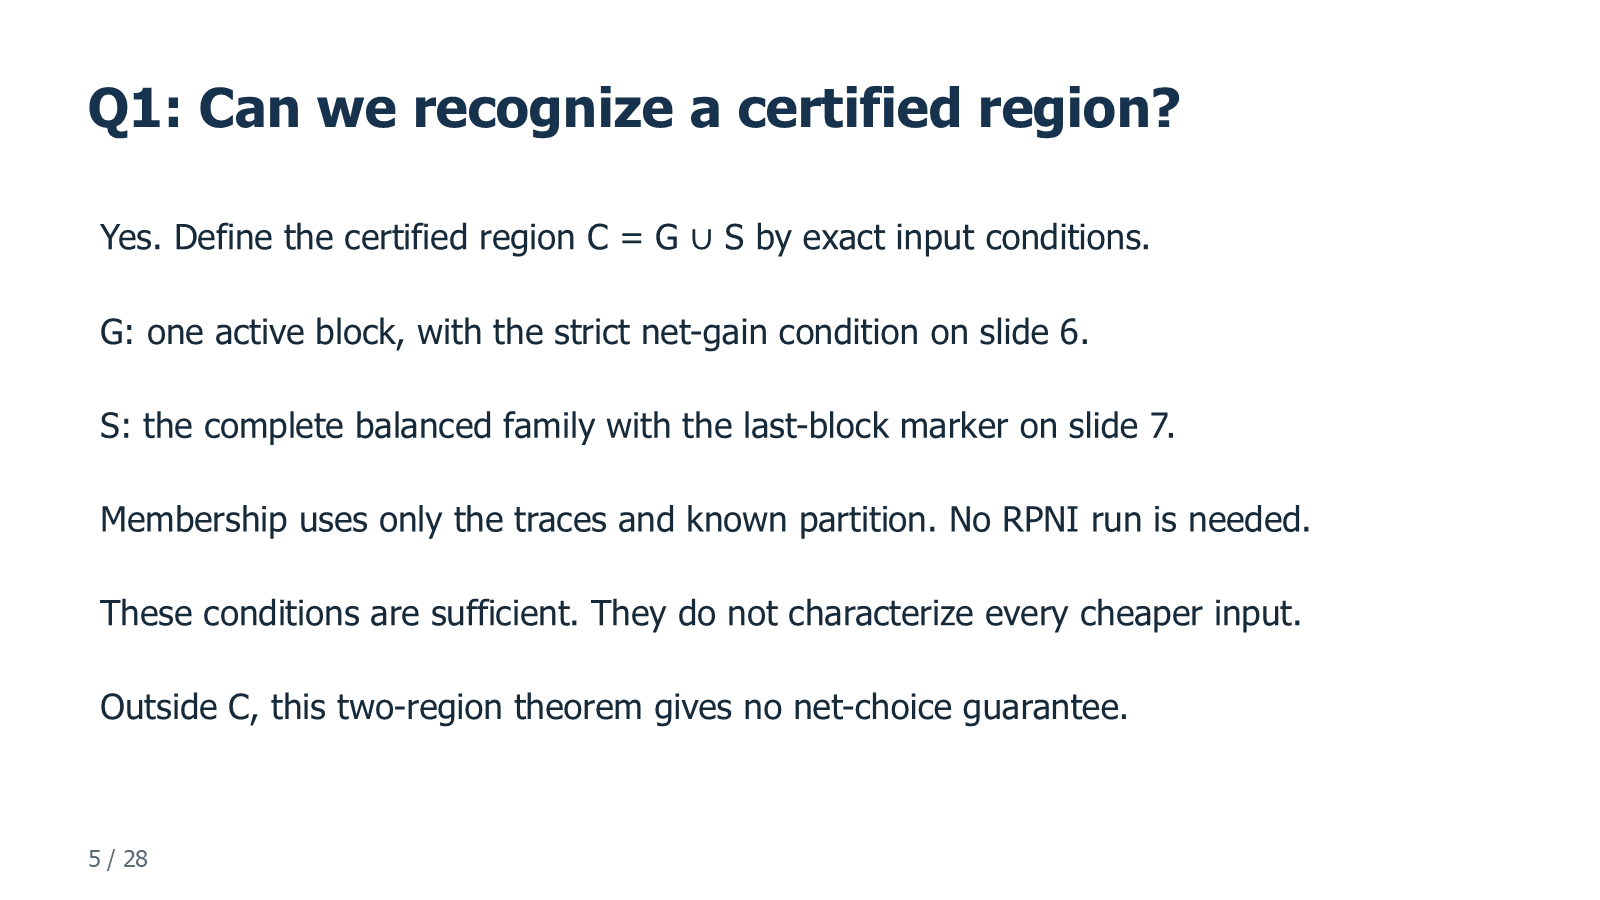 Q1: Can we recognize a certified region?
Yes. Define the certified region C = G ∪ S by exact input conditions.
G: one active block, with the strict net-gain condition on slide 6.
S: the complete balanced family with the last-block marker on slide 7.
Membership uses only the traces and known partition. No RPNI run is needed.
These conditions are sufficient. They do not characterize every cheaper input.
Outside C, this two-region theorem gives no net-choice guarantee.
5 / 28